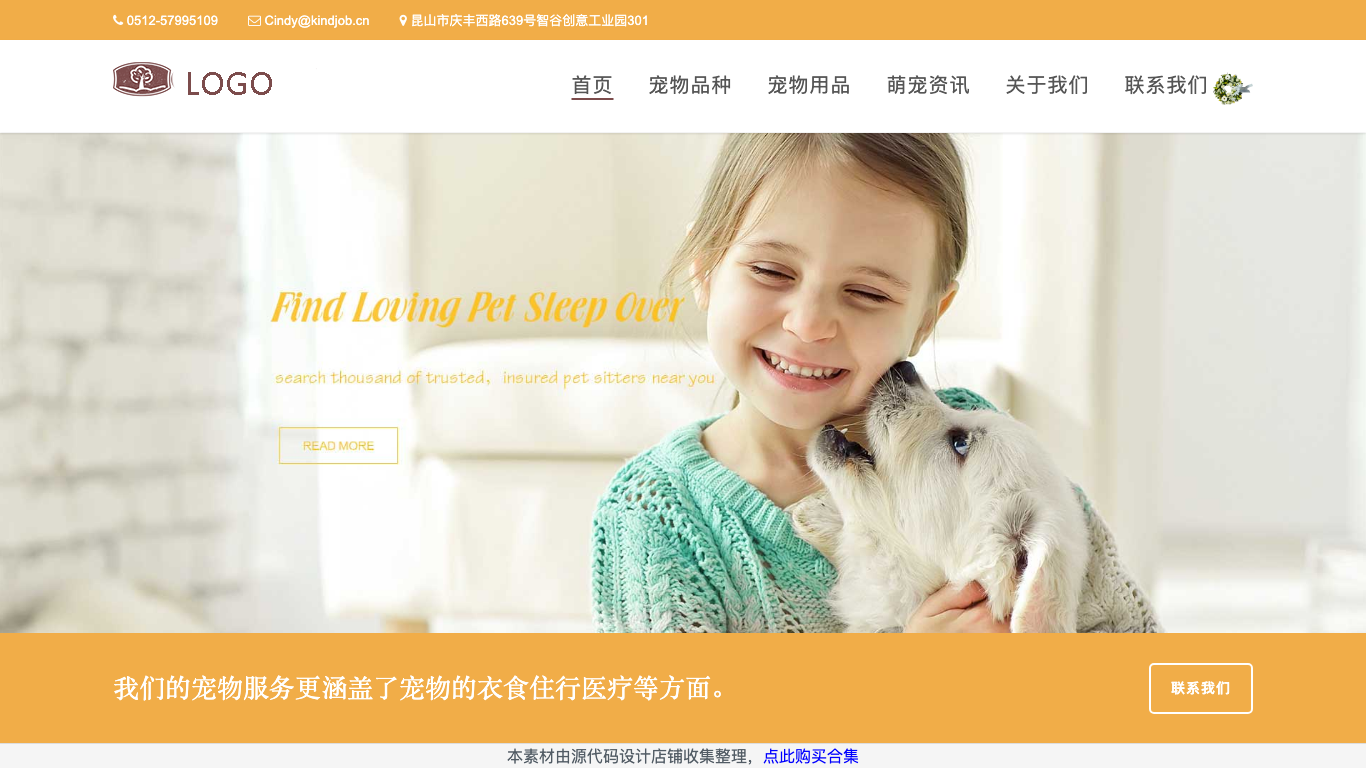 0512-57995109 Cindy@kindjob.cn 昆山市庆丰西路639号智谷创意工业园301
LOGO 首页 宠物品种 宠物用品 萌宠资讯 关于我们 联系我们
Find Loving Pet Sleep Over
search thousand of trusted，insured pet sitters near you
READ MORE
我们的宠物服务更涵盖了宠物的衣食住行医疗等方面。 联系我们
本素材由源代码设计店铺收集整理，点此购买合集